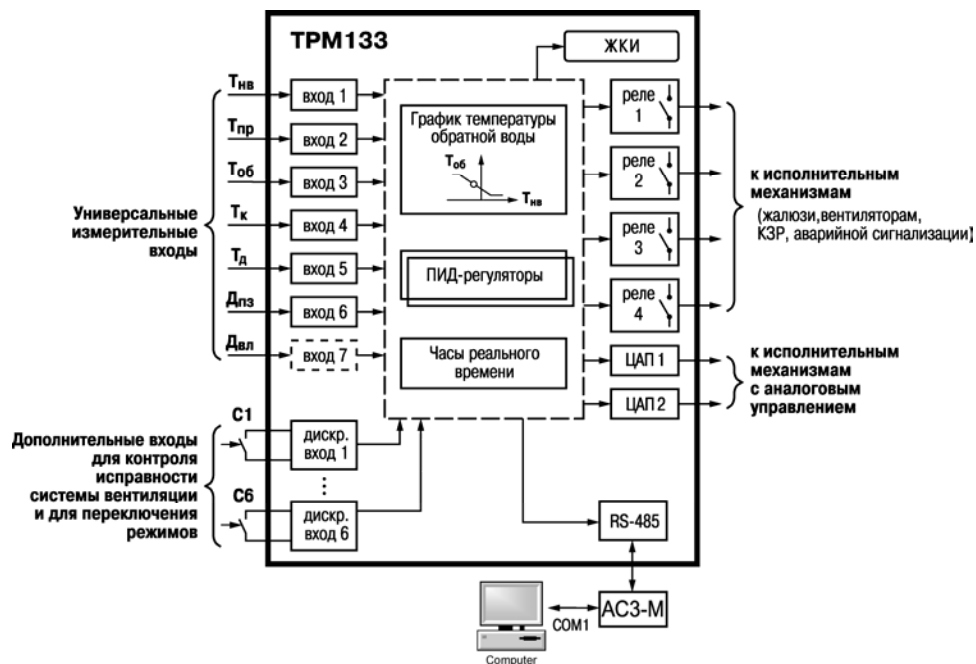 ТРМ133
ЖКИ
Тнв
вход 1
Тпр
вход 2
Тоб
вход 3
Тк
вход 4
Тд
вход 5
Дпз
вход 6
Двл
вход 7
Универсальные
измерительные
входы
График температуры
обратной воды
Тоб
Тнв
ПИД-регуляторы
Часы реального
времени
реле
1
реле
2
реле
3
реле
4
к исполнительным
механизмам
(жалюзи,вентиляторам,
КЗР, аварийной сигнализации)
ЦАП 1
ЦАП 2
к исполнительным
механизмам
с аналоговым
управлением
С1
дискр.
вход 1
С6
дискр.
вход 6
Дополнительные входы
для контроля
исправности
системы вентиляции
и для переключения
режимов
RS-485
АС3-М
COM1
Computer